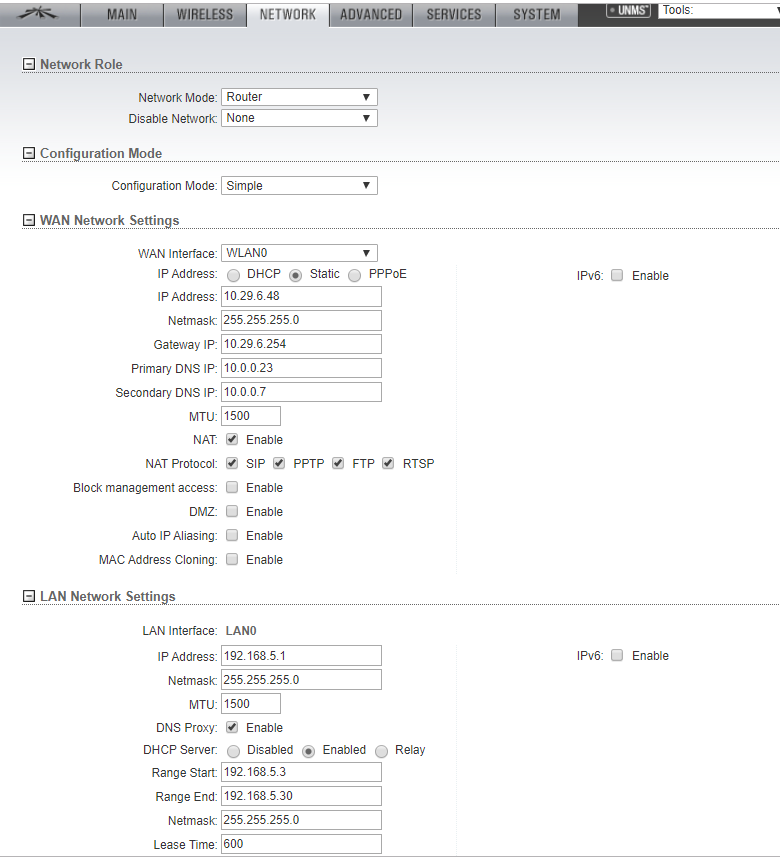 MAIN WIRELESS NETWORK ADVANCED SERVICES SYSTEM UNMS Tools:
Network Role
Network Mode: Router
Disable Network: None
Configuration Mode
Configuration Mode: Simple
WAN Network Settings
WAN Interface: WLAN0
IP Address: DHCP Static PPPoE IPv6: Enable
IP Address: 10.29.6.48
Netmask: 255.255.255.0
Gateway IP: 10.29.6.254
Primary DNS IP: 10.0.0.23
Secondary DNS IP: 10.0.0.7
MTU: 1500
NAT: Enable
NAT Protocol: SIP PPTP FTP RTSP
Block management access: Enable
DMZ: Enable
Auto IP Aliasing: Enable
MAC Address Cloning: Enable
LAN Network Settings
LAN Interface: LAN0
IP Address: 192.168.5.1 IPv6: Enable
Netmask: 255.255.255.0
MTU: 1500
DNS Proxy: Enable
DHCP Server: Disabled Enabled Relay
Range Start: 192.168.5.3
Range End: 192.168.5.30
Netmask: 255.255.255.0
Lease Time: 600